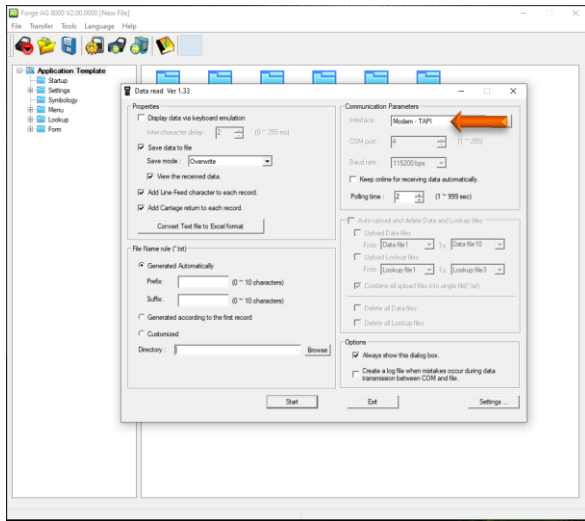 Forge AG 8000 V2.00.0000 [New File]
File Transfer Tools Language Help
Application Template
Startup
Settings
Symbology
Menu
Lookup
Form
Data read Ver 1.33
Properties
Display data via keyboard emulation
Inter-character delay : 2 (0 ~ 255 ms)
Save data to file
Save mode : Overwrite
View the received data.
Add Line-Feed character to each record.
Add Carriage return to each record.
Convert Text file to Excel format
File Name rule (*.txt)
Generated Automatically
Prefix: (0 ~ 10 characters)
Suffix: (0 ~ 10 characters)
Generated according to the first record
Customized
Directory : Browse
Communication Parameters
Interface : Modem - TAPI
COM port : 4 (1 ~ 255)
Baud rate : 115200 bps
Keep online for receiving data automatically.
Polling time : 2 (1 ~ 999 sec)
Auto upload and delete Data and Lookup files
Upload Data files
From Data file1 To Data file10
Upload Lookup files
From Lookup file1 To Lookup file3
Combine all upload files into single file(*.txt)
Delete all Data files
Delete all Lookup files
Options
Always show this dialog box.
Create a log file when mistakes occur during data
transmission between COM and file.
Start Exit Settings ...